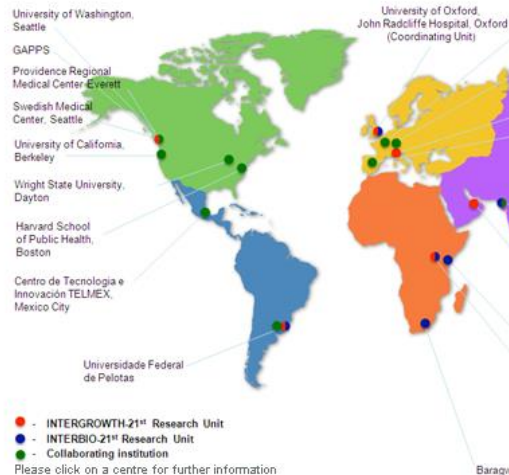 University of Washington,
Seattle
GAPPS
Providence Regional
Medical Center-Everett
Swedish Medical
Center, Seattle
University of California,
Berkeley
Wright State University,
Dayton
Harvard School
of Public Health,
Boston
Centro de Tecnologia e
Innovación TELMEX,
Mexico City
Universidade Federal
de Pelotas
University of Oxford,
John Radcliffe Hospital, Oxford
(Coordinating Unit)
- INTERGROWTH-21st Research Unit
- INTERBIO-21st Research Unit
- Collaborating institution
Please click on a centre for further information
Baragw